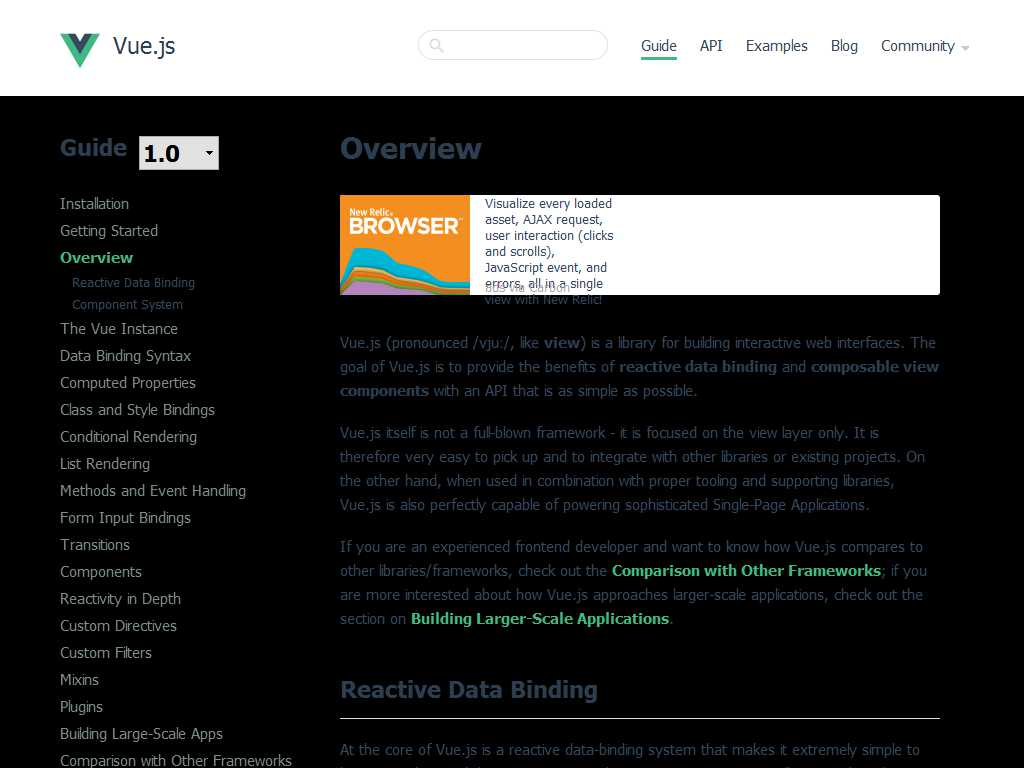 Vue.js
Guide
API
Examples
Blog
Community
Guide 1.0
Installation
Getting Started
Overview
Reactive Data Binding
Component System
The Vue Instance
Data Binding Syntax
Computed Properties
Class and Style Bindings
Conditional Rendering
List Rendering
Methods and Event Handling
Form Input Bindings
Transitions
Components
Reactivity in Depth
Custom Directives
Custom Filters
Mixins
Plugins
Building Large-Scale Apps
Comparison with Other Frameworks
Overview
New Relic®
BROWSER™
Visualize every loaded
asset, AJAX request,
user interaction (clicks
and scrolls),
JavaScript event, and
errors, all in a single
view with New Relic!
ads via Carbon
Vue.js (pronounced /vjuː/, like view) is a library for building interactive web interfaces. The
goal of Vue.js is to provide the benefits of reactive data binding and composable view
components with an API that is as simple as possible.
Vue.js itself is not a full-blown framework - it is focused on the view layer only. It is
therefore very easy to pick up and to integrate with other libraries or existing projects. On
the other hand, when used in combination with proper tooling and supporting libraries,
Vue.js is also perfectly capable of powering sophisticated Single-Page Applications.
If you are an experienced frontend developer and want to know how Vue.js compares to
other libraries/frameworks, check out the Comparison with Other Frameworks; if you
are more interested about how Vue.js approaches larger-scale applications, check out the
section on Building Larger-Scale Applications.
Reactive Data Binding
At the core of Vue.js is a reactive data-binding system that makes it extremely simple to